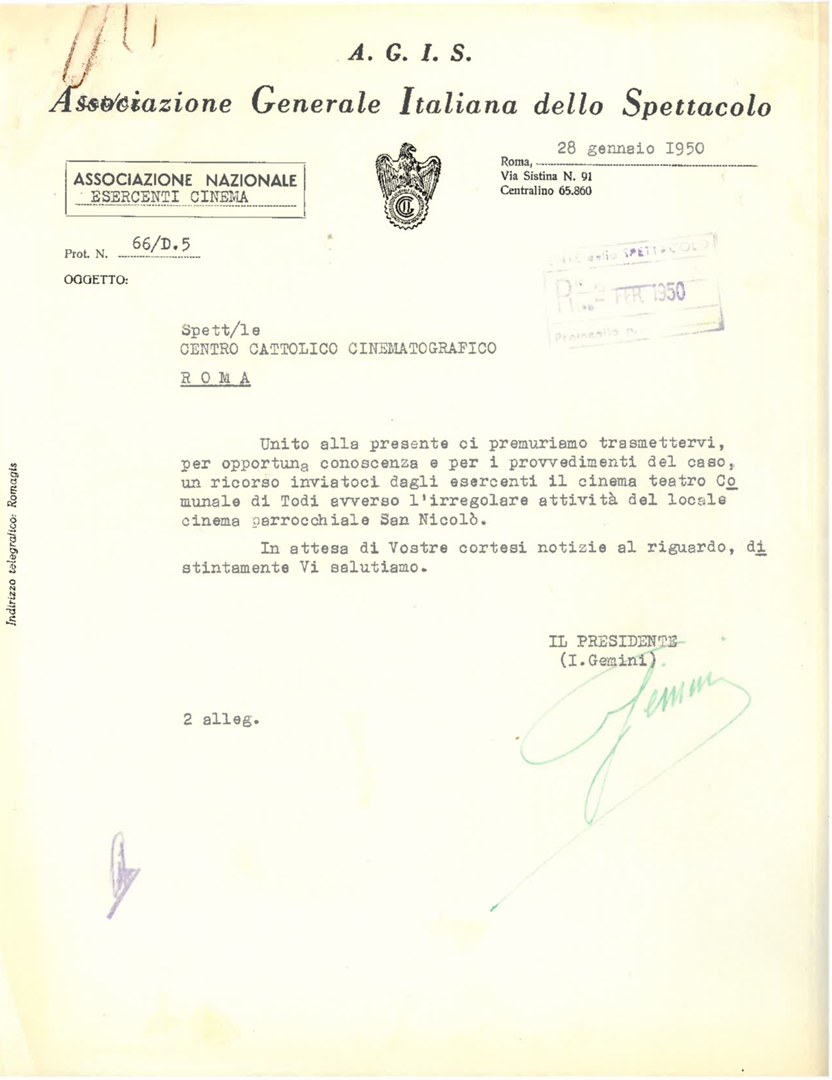 A. G. I. S.
Associazione Generale Italiana dello Spettacolo
28 gennaio 1950
Roma,
Via Sistina N. 91
Centralino 65.860
ASSOCIAZIONE NAZIONALE
ESERCENTI CINEMA
Prot. N. 66/D.5
OGGETTO:
SPETTACOLO
FEB. 1950
Spett/le
CENTRO CATTOLICO CINEMATOGRAFICO
R O M A
Unito alla presente ci premuriamo trasmettervi,
per opportuna conoscenza e per i provvedimenti del caso,
un ricorso inviatoci dagli esercenti il cinema teatro Co
munale di Todi avverso l'irregolare attività del locale
cinema parrocchiale San Nicolò.
In attesa di Vostre cortesi notizie al riguardo, di
stintamente Vi salutiamo.
IL PRESIDENTE
(I.Gemini)
Gemini
2 alleg.
Indirizzo telegrafico: Romagis